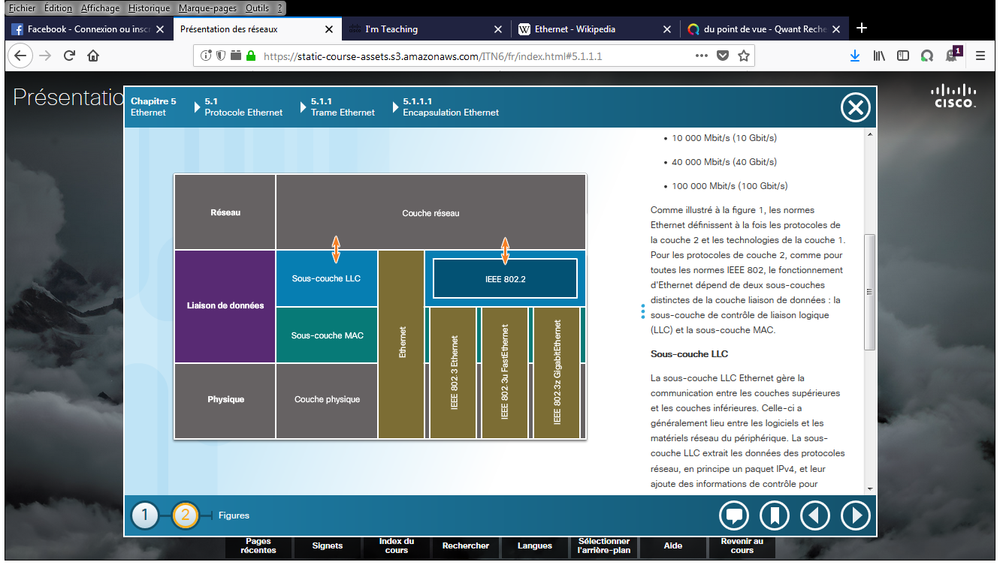 Fichier Édition Affichage Historique Marque-pages Outils ?
Facebook - Connexion ou inscr
Présentation des réseaux
I'm Teaching
Ethernet - Wikipedia
du point de vue - Qwant Reche
https://static-course-assets.s3.amazonaws.com/ITN6/fr/index.html#5.1.1.1
1
Présentatio
CISCO
Chapitre 5
Ethernet
5.1
Protocole Ethernet
5.1.1
Trame Ethernet
5.1.1.1
Encapsulation Ethernet
Réseau
Couche réseau
Liaison de données
Sous-couche LLC
IEEE 802.2
Sous-couche MAC
Physique
Couche physique
Ethernet
IEEE 802.3 Ethernet
IEEE 802.3u FastEthernet
IEEE 802.3z GigabitEthernet
• 10 000 Mbit/s (10 Gbit/s)
• 40 000 Mbit/s (40 Gbit/s)
• 100 000 Mbit/s (100 Gbit/s)
Comme illustré à la figure 1, les normes
Ethernet définissent à la fois les protocoles de
la couche 2 et les technologies de la couche 1.
Pour les protocoles de couche 2, comme pour
toutes les normes IEEE 802, le fonctionnement
d'Ethernet dépend de deux sous-couches
distinctes de la couche liaison de données : la
sous-couche de contrôle de liaison logique
(LLC) et la sous-couche MAC.
Sous-couche LLC
La sous-couche LLC Ethernet gère la
communication entre les couches supérieures
et les couches inférieures. Celle-ci a
généralement lieu entre les logiciels et les
matériels réseau du périphérique. La sous-
couche LLC extrait les données des protocoles
réseau, en principe un paquet IPv4, et leur
ajoute des informations de contrôle pour
1 2 Figures
Pages
récentes
Signets
Index du
cours
Rechercher
Langues
Sélectionner
l'arrière-plan
Aide
Revenir au
cours